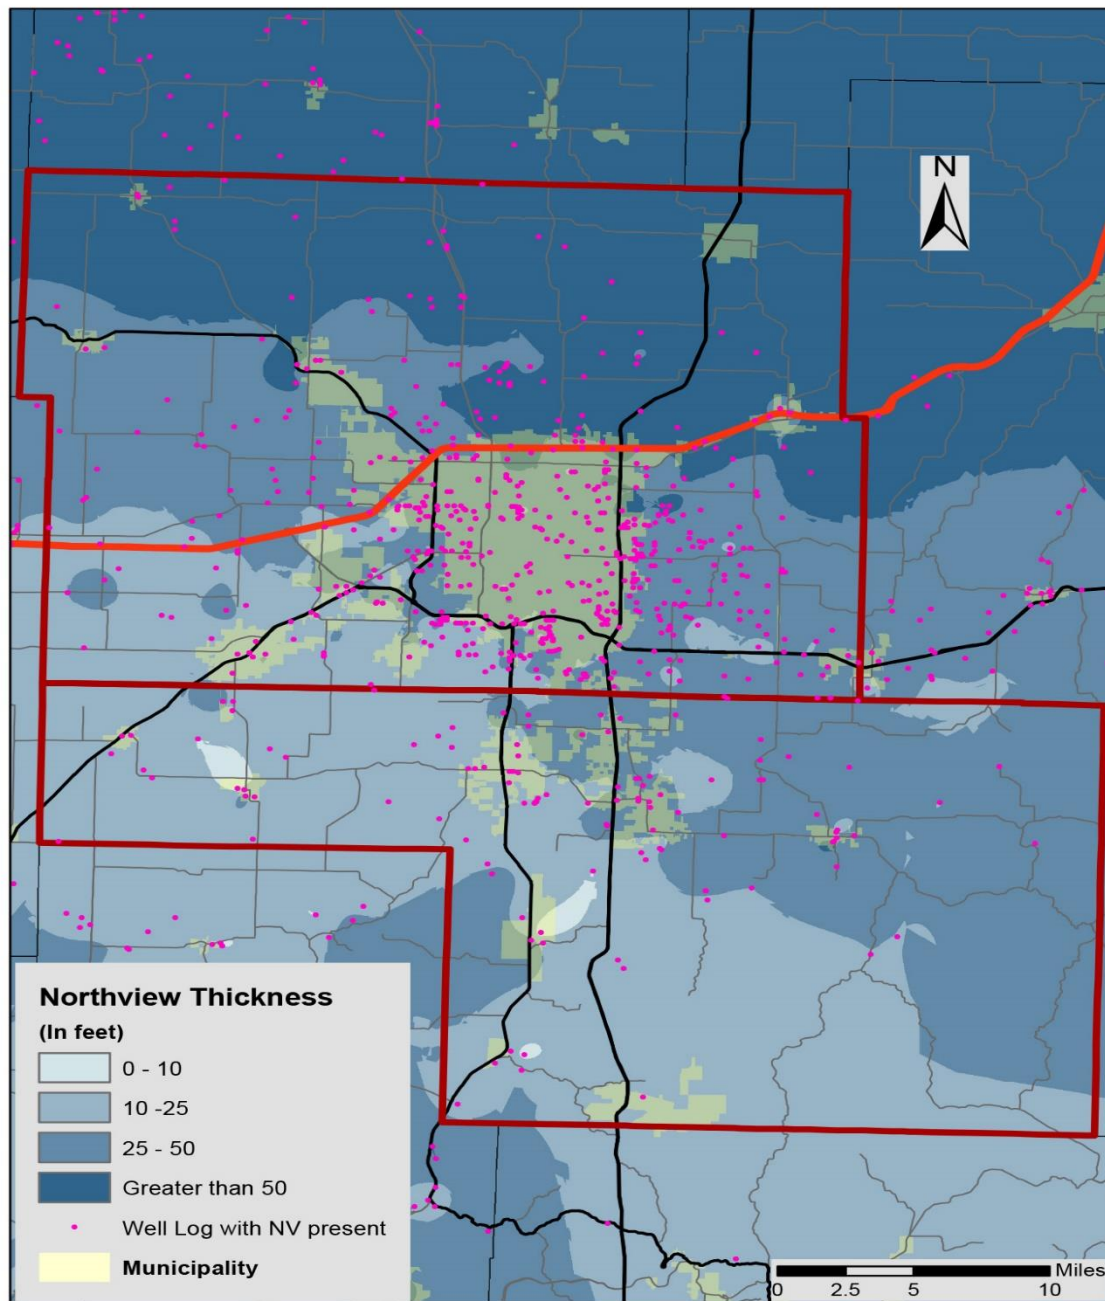 N
Northview Thickness
(In feet)
0 - 10
10 -25
25 - 50
Greater than 50
Well Log with NV present
Municipality
Miles
0 2.5 5 10